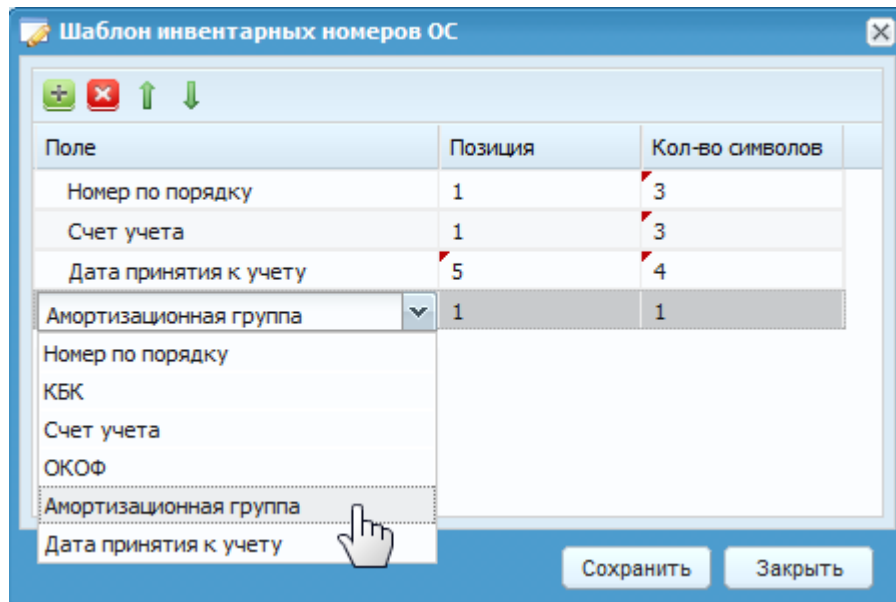 Шаблон инвентарных номеров ОС
Поле Позиция Кол-во символов
Номер по порядку 1 3
Счет учета 1 3
Дата принятия к учету 5 4
Амортизационная группа 1 1
Номер по порядку
КБК
Счет учета
ОКОФ
Амортизационная группа
Дата принятия к учету
Сохранить Закрыть